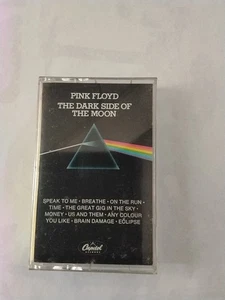 PINK FLOYD
THE DARK SIDE OF
THE MOON
SPEAK TO ME • BREATHE • ON THE RUN •
TIME • THE GREAT GIG IN THE SKY •
MONEY • US AND THEM • ANY COLOUR
YOU LIKE • BRAIN DAMAGE • ECLIPSE
Capitol